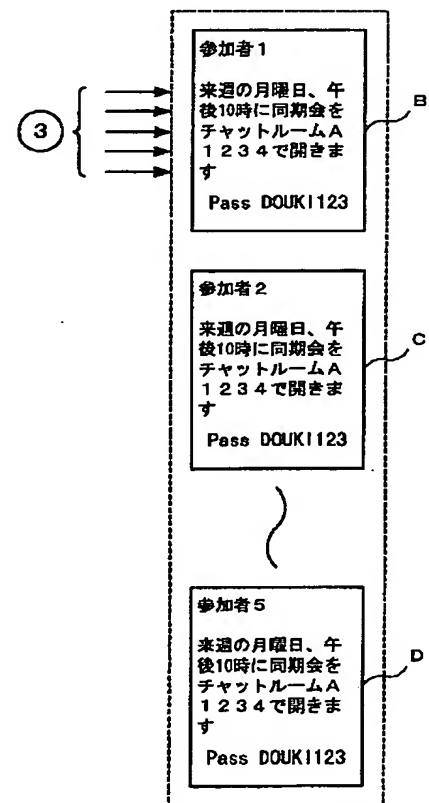 参加者1
来週の月曜日、午
後10時に同期会を
チャットルームA
1234で開きま
す
Pass DOUKI123
B
③
参加者2
来週の月曜日、午
後10時に同期会を
チャットルームA
1234で開きま
す
Pass DOUKI123
C
参加者5
来週の月曜日、午
後10時に同期会を
チャットルームA
1234で開きま
す
Pass DOUKI123
D